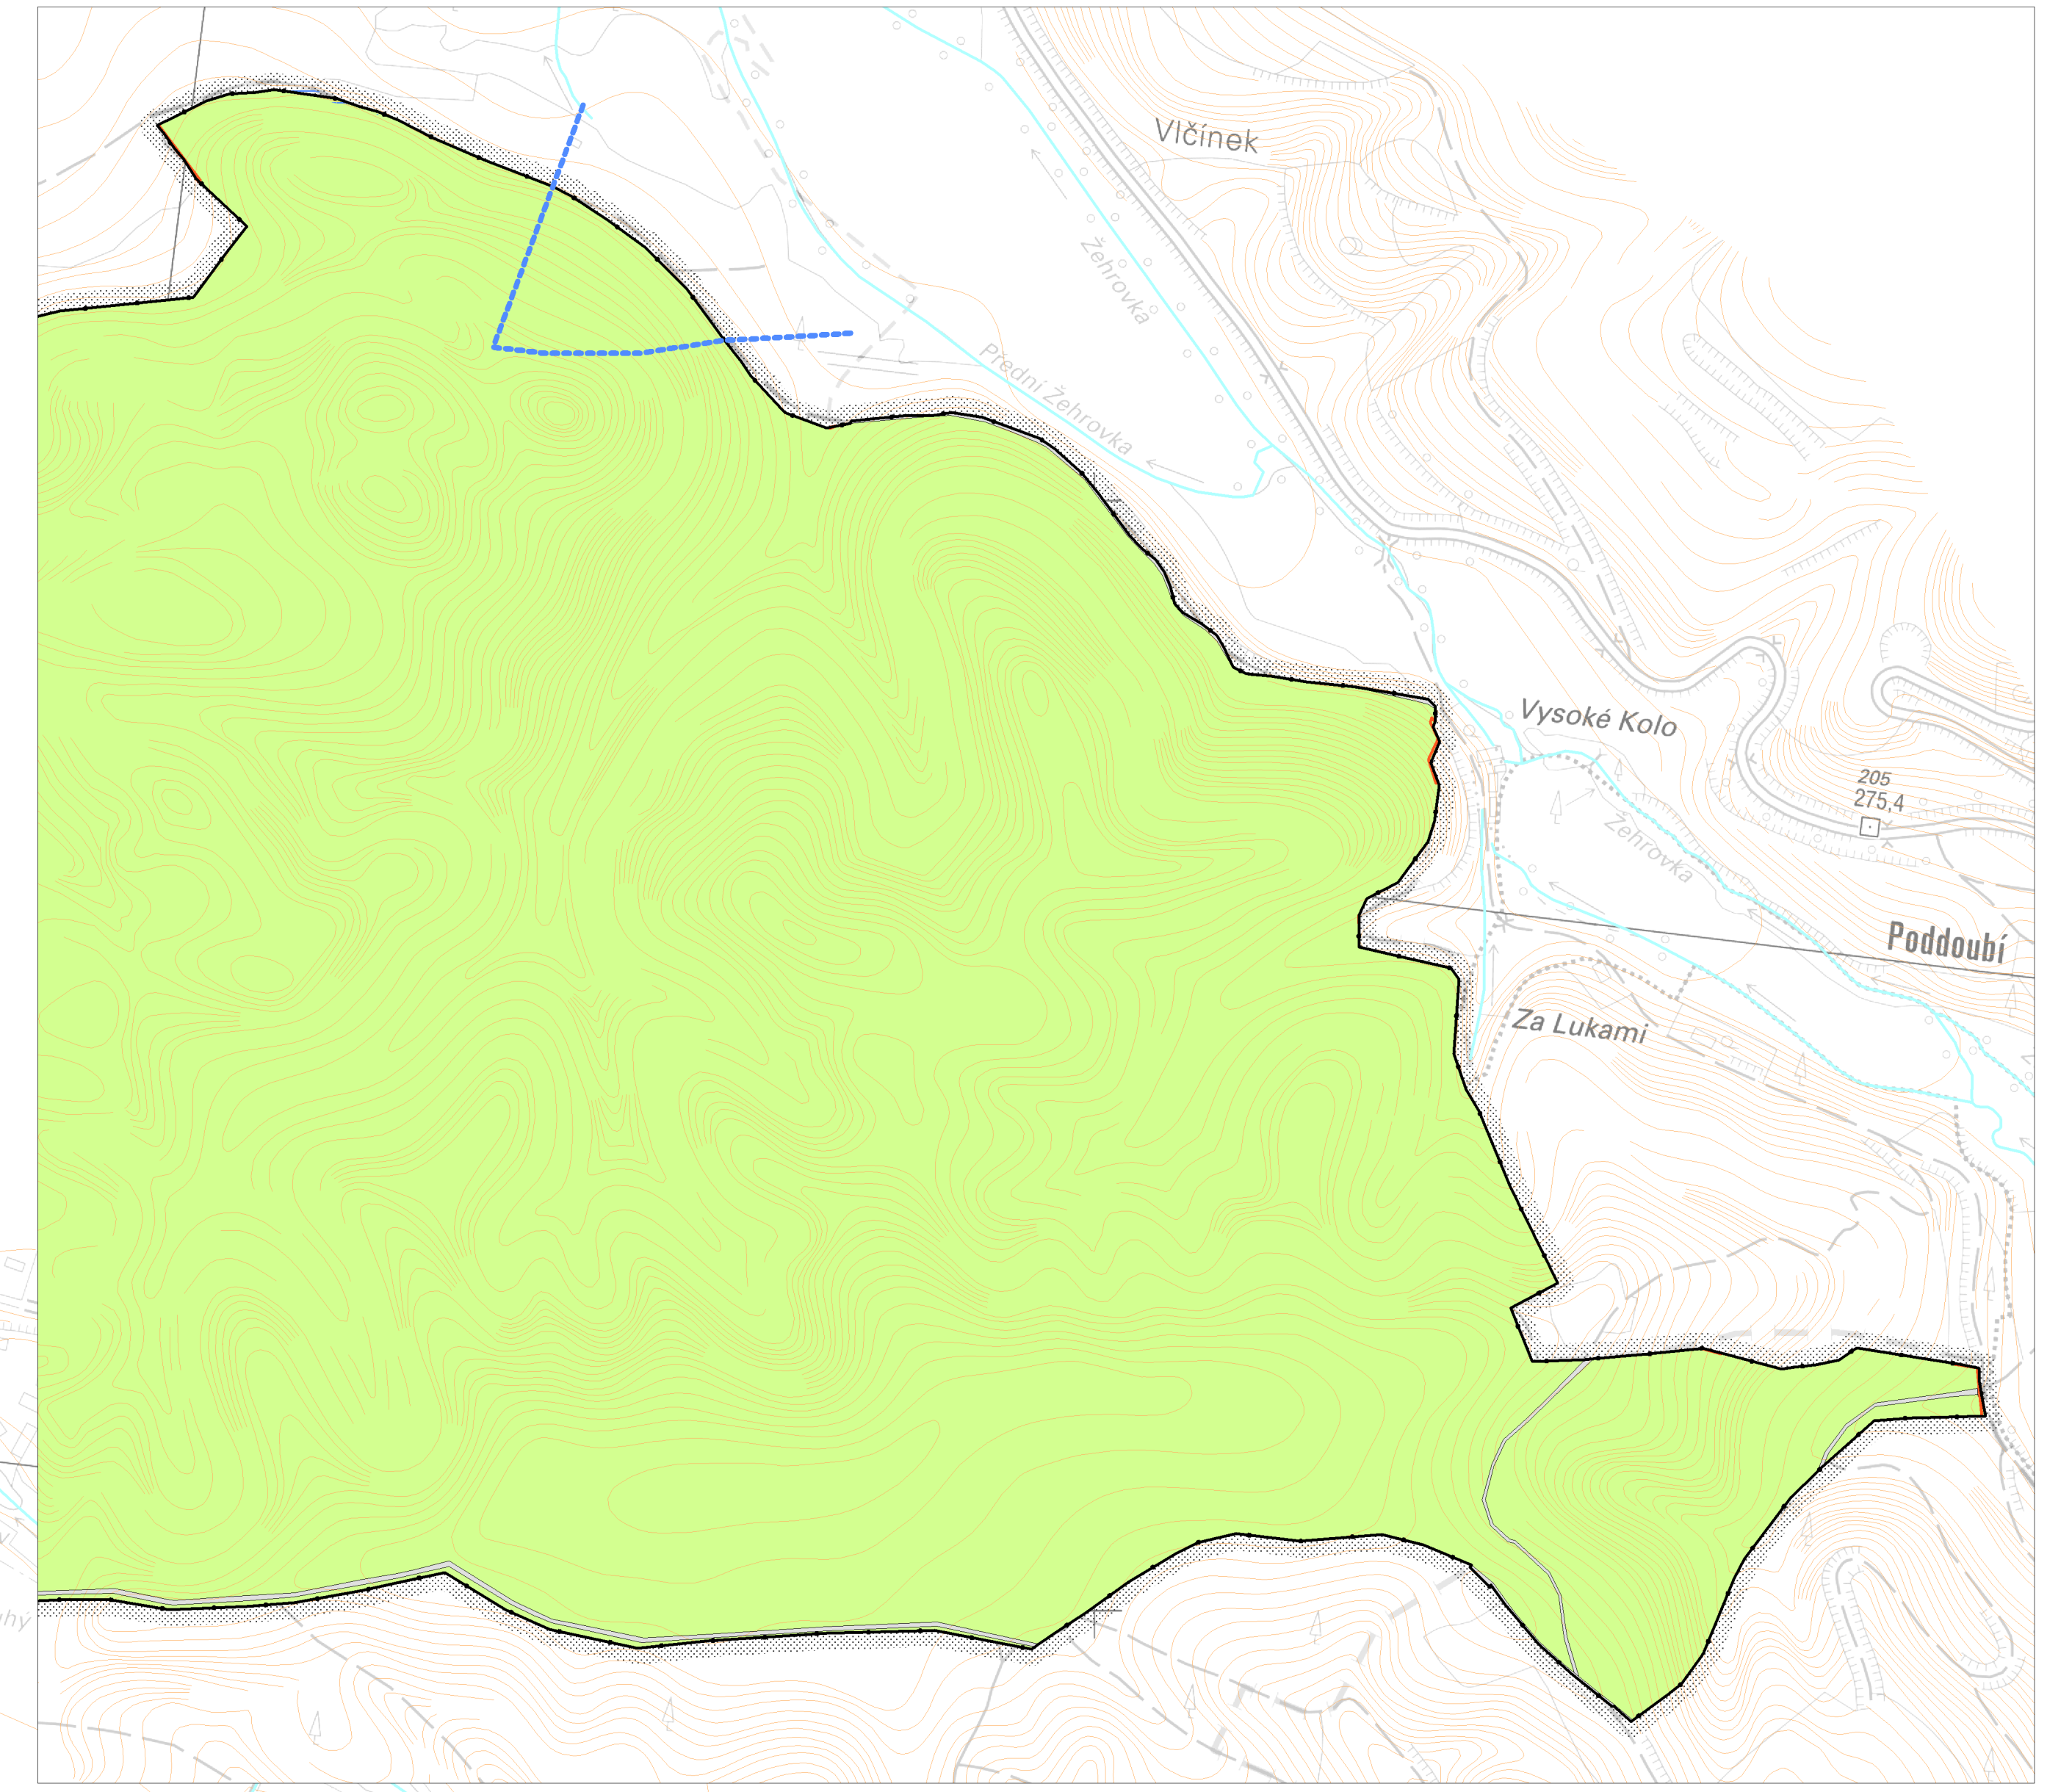 Vlčínek
Žehrovka
Přední Žehrovka
Vysoké Kolo
205
275,4
Žehrovka
Poddoubí
Za Lukami